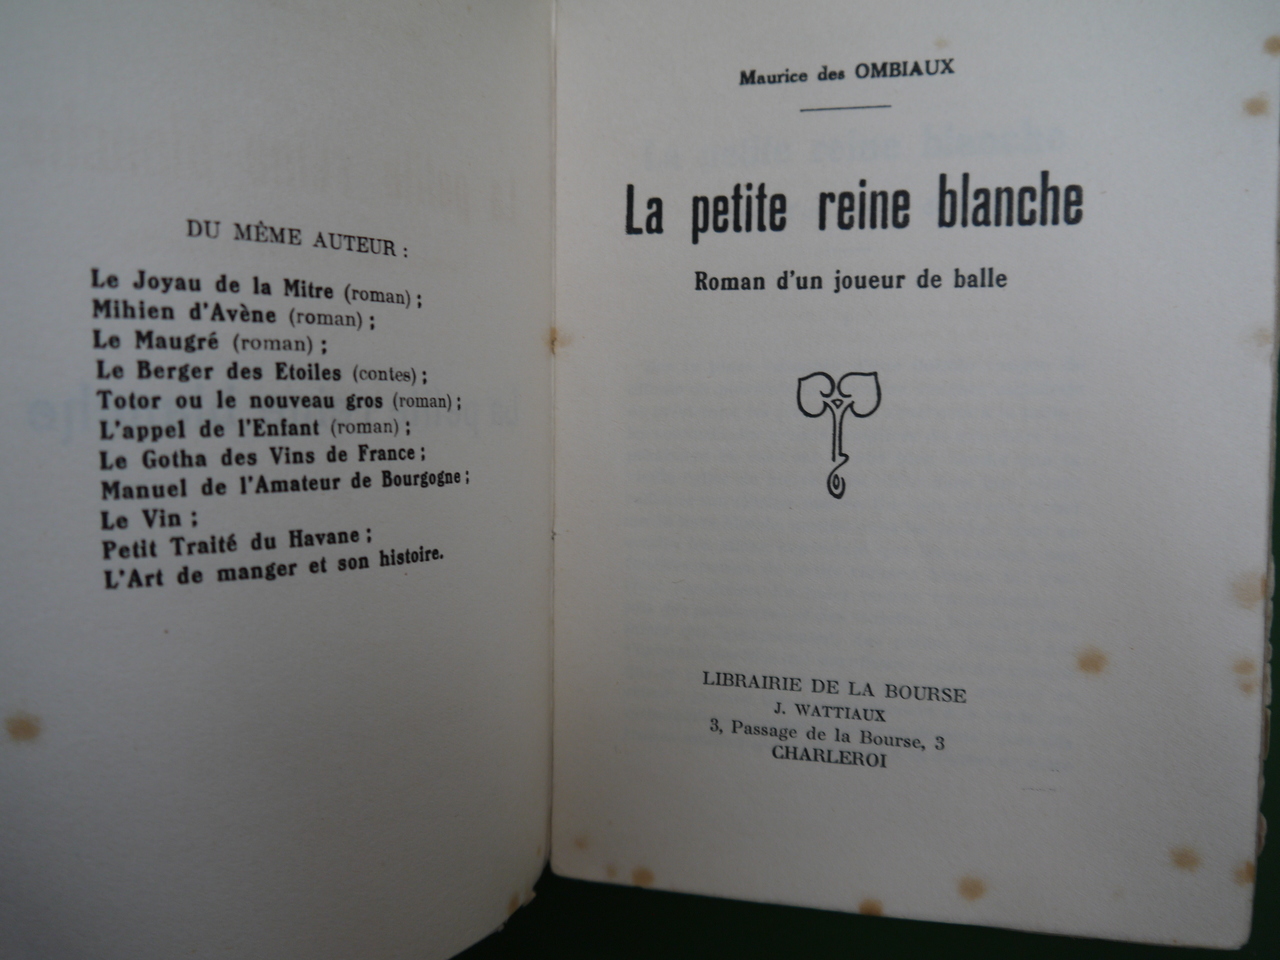 DU MÊME AUTEUR :
Le Joyau de la Mitre (roman) ;
Mihien d'Avène (roman) ;
Le Maugré (roman) ;
Le Berger des Etoiles (contes) ;
Totor ou le nouveau gros (roman) ;
L'appel de l'Enfant (roman) ;
Le Gotha des Vins de France ;
Manuel de l'Amateur de Bourgogne ;
Le Vin ;
Petit Traité du Havane ;
L'Art de manger et son histoire.
Maurice des OMBIAUX
La petite reine blanche
Roman d'un joueur de balle
LIBRAIRIE DE LA BOURSE
J. WATTIAUX
3, Passage de la Bourse, 3
CHARLEROI